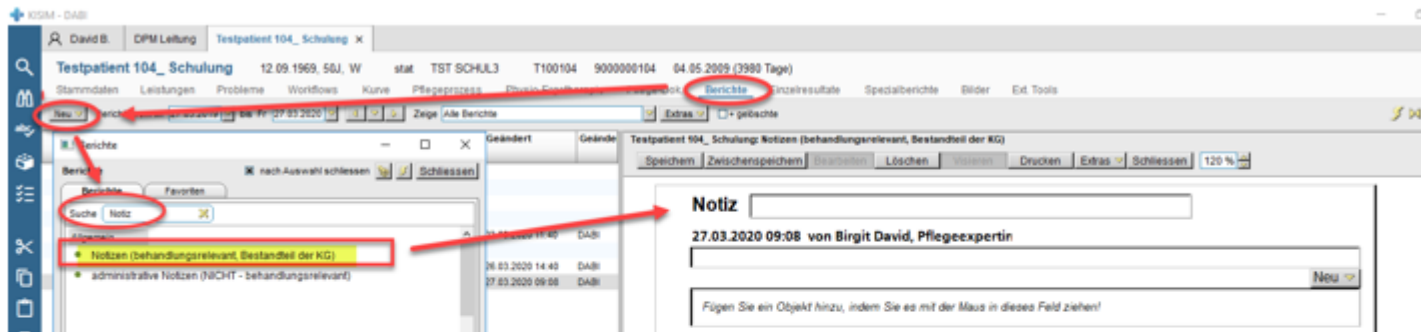 KISIM - DABI
David B. DPM Leitung Testpatient 104_ Schulung x
Testpatient 104_ Schulung 12.09.1969, 50J, W stat TST SCHUL3 T100104 9000000104 04.05.2009 (3980 Tage)
Stammdaten Leistungen Probleme Workflows Kurve Pflegeprozess Berichte Einzelresultate Spezialberichte Bilder Ext. Tools
Neu bis Fr 27.03.2020 Zeige Alle Berichte Extras + gelöschte
Berichte
Geändert
Testpatient 104_ Schulung: Notizen (behandlungsrelevant, Bestandteil der KG)
Speichern Zwischenspeichern Bearbeiten Löschen Visieren Drucken Extras Schliessen 120 %
nach Auswahl schliessen Schliessen
Berichte Favoriten
Suche Notiz
Allgemein
Notizen (behandlungsrelevant, Bestandteil der KG)
administrative Notizen (NICHT - behandlungsrelevant)
11:40 DABI
26.03.2020 14:40 DABI
27.03.2020 09:08 DABI
Notiz
27.03.2020 09:08 von Birgit David, Pflegeexpertin
Neu
Fügen Sie ein Objekt hinzu, indem Sie es mit der Maus in dieses Feld ziehen!